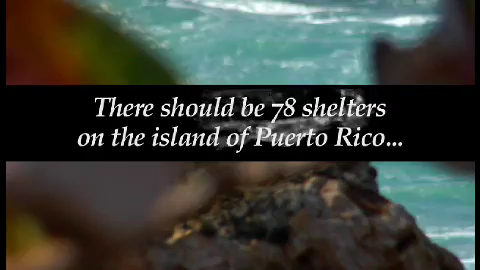 There should be 78 shelters
on the island of Puerto Rico...